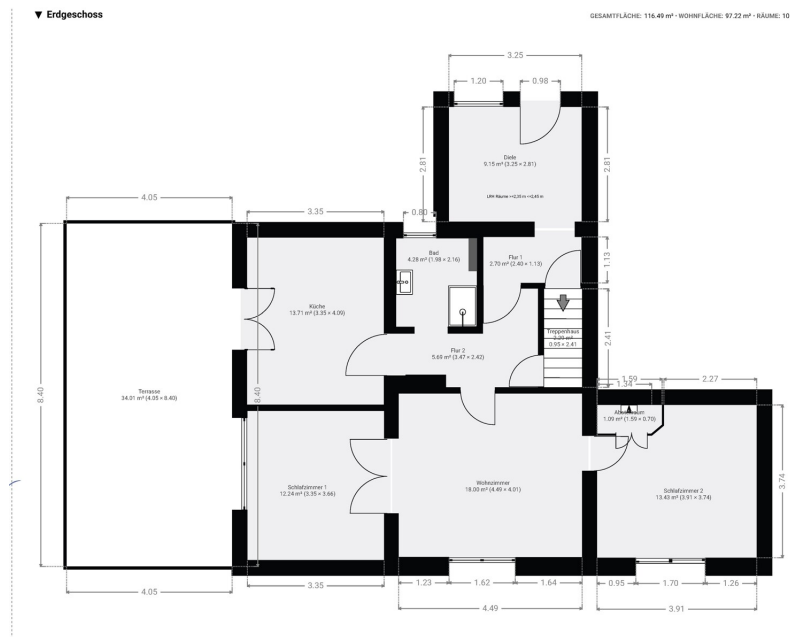 ▼ Erdgeschoss
GESAMTFLÄCHE: 116.49 m² • WOHNFLÄCHE: 97.22 m² • RÄUME: 10
3.25
1.20
0.98
Diele
9.15 m² (3.25 × 2.81)
2.81
2.81
4.05
3.35
0.80
Bad
4.28 m² (1.98 × 2.16)
Flur 1
2.70 m² (2.40 × 1.13)
1.13
Küche
13.71 m² (3.35 × 4.09)
Treppenhaus
0.95 × 2.41
2.41
Flur 2
5.69 m² (3.47 × 2.42)
Terrasse
34.01 m² (4.05 × 8.40)
8.40
8.40
1.59
1.34
2.27
1.09 m² (1.59 × 0.70)
Schlafzimmer 1
12.24 m² (3.35 × 3.66)
Wohnzimmer
18.00 m² (4.49 × 4.01)
Schlafzimmer 2
13.43 m² (3.91 × 3.74)
3.74
4.05
3.35
1.23
1.62
1.64
0.95
1.70
1.26
4.49
3.91